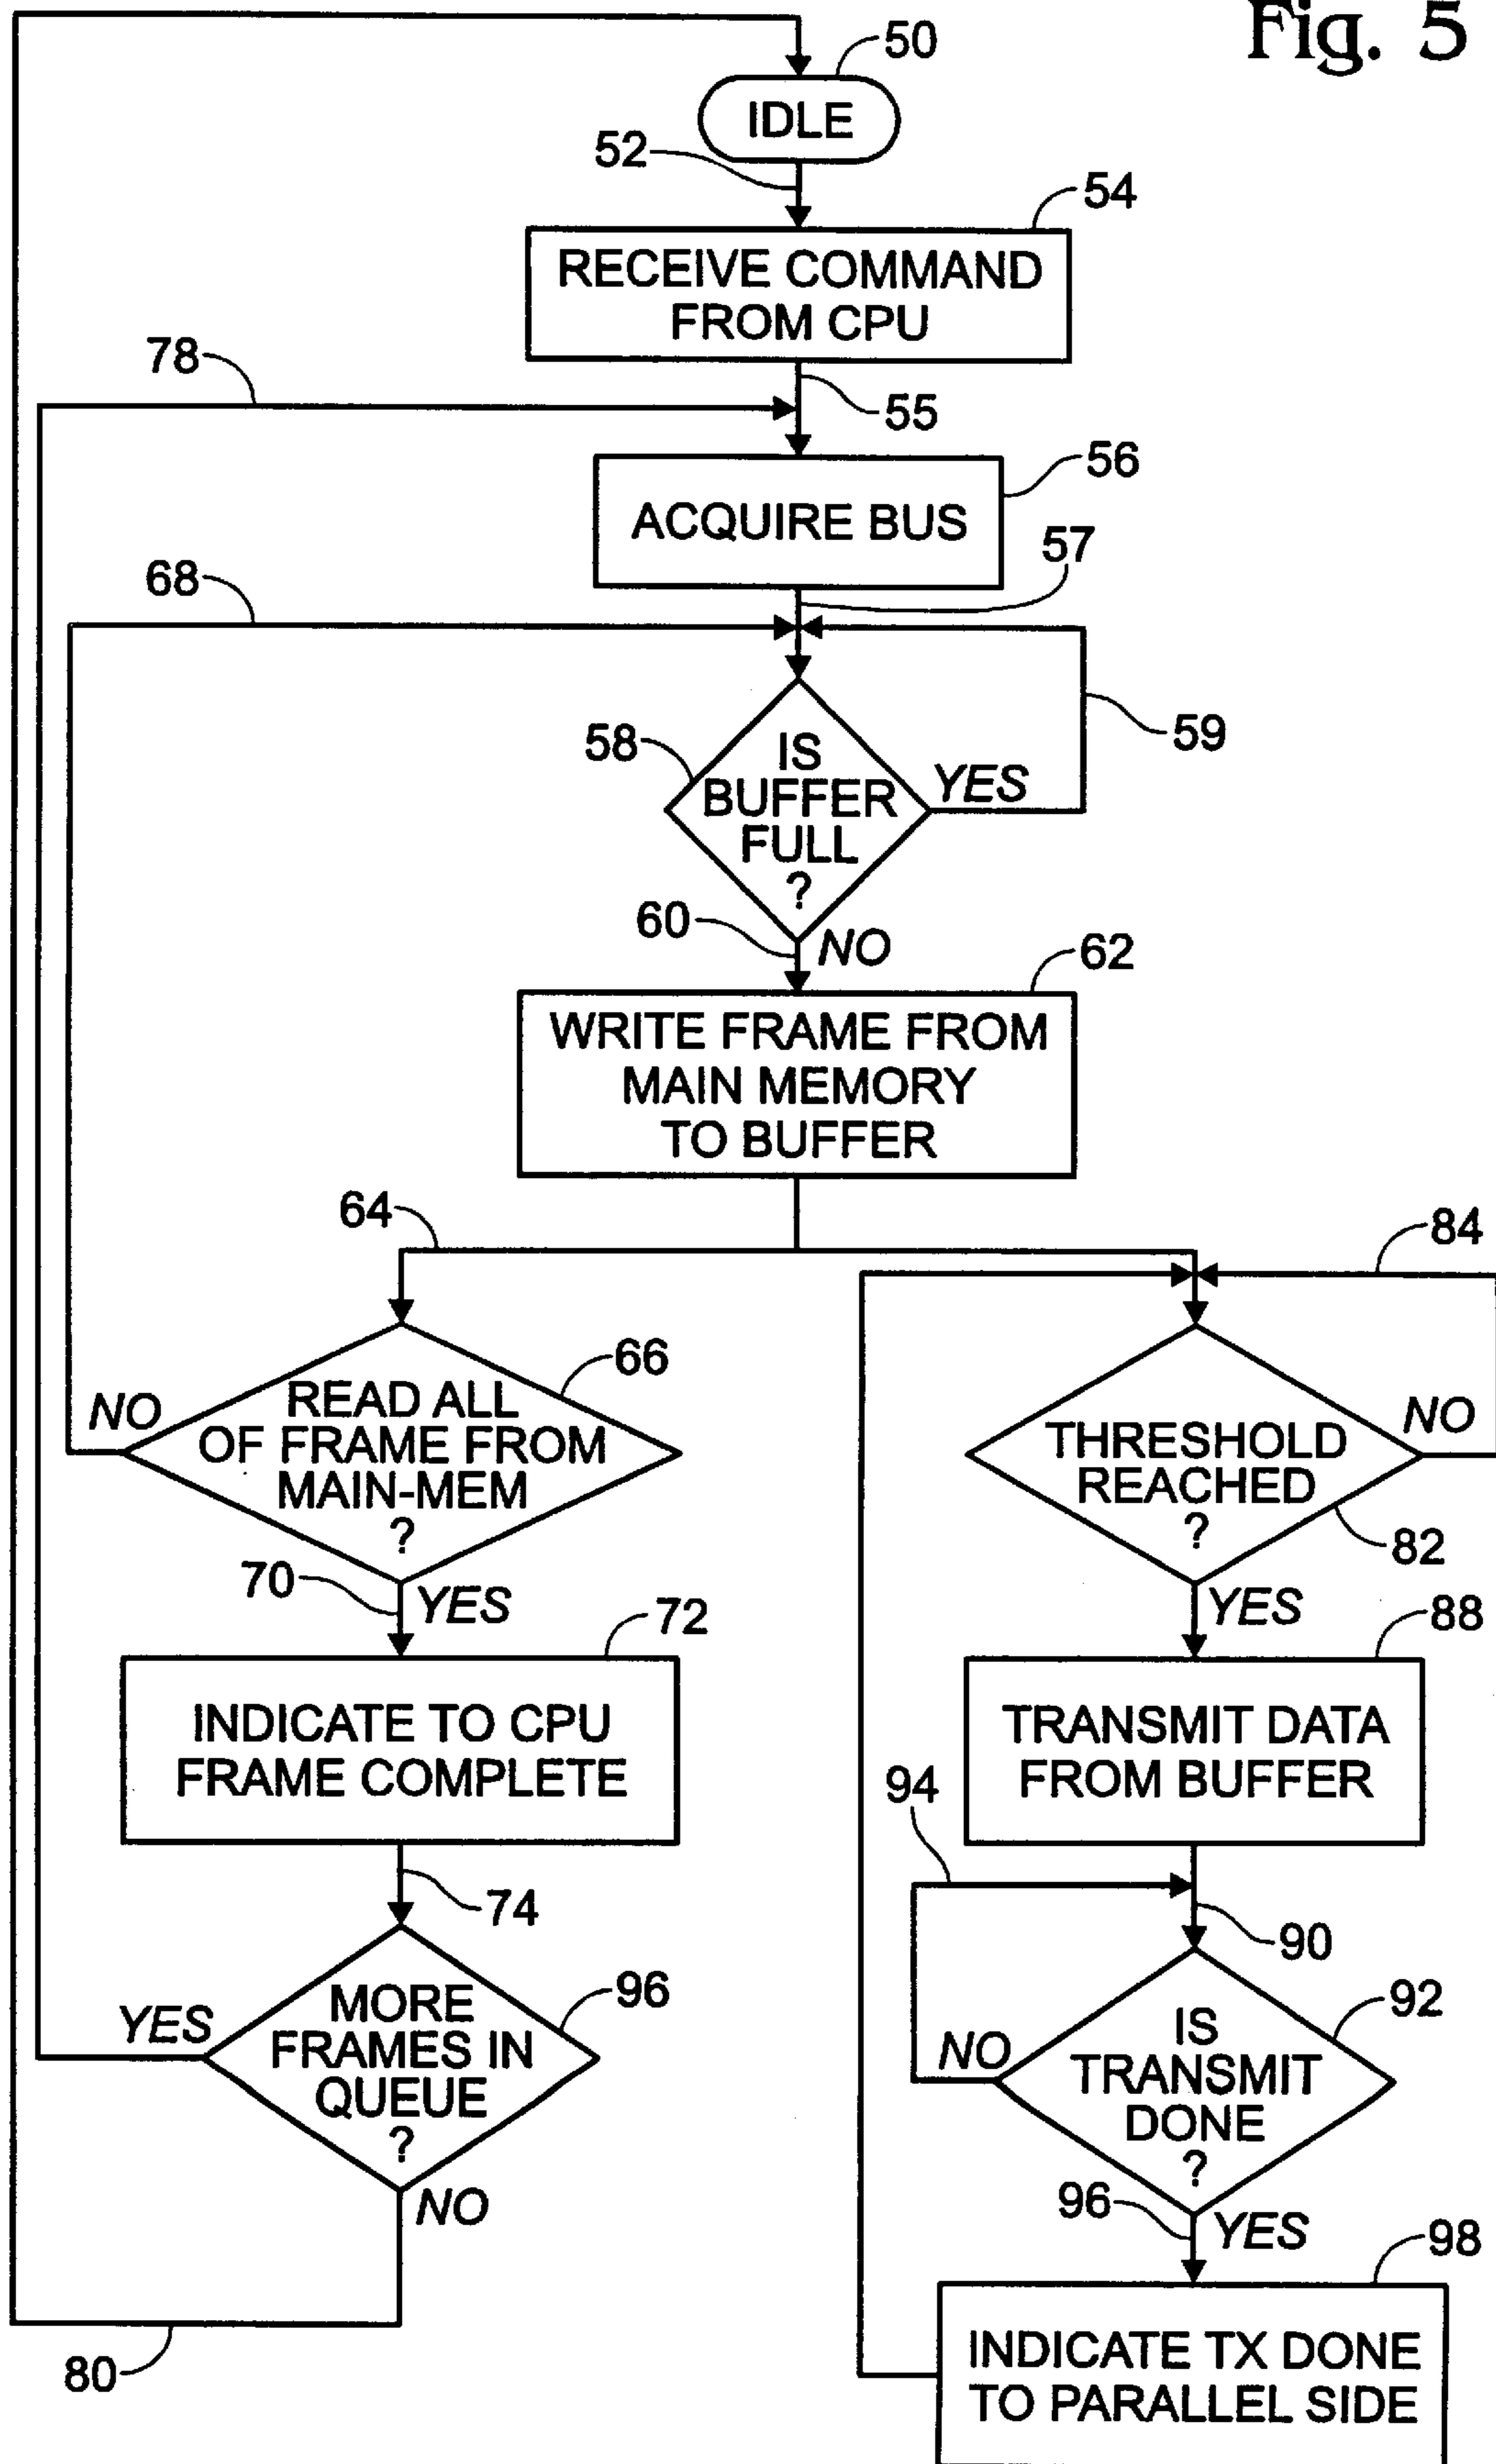 Fig. 5
50
IDLE
52
54
RECEIVE COMMAND
FROM CPU
78
55
56
ACQUIRE BUS
57
68
58
IS
BUFFER
FULL
?
YES
59
60
NO
62
WRITE FRAME FROM
MAIN MEMORY
TO BUFFER
64
84
66
NO
READ ALL
OF FRAME FROM
MAIN-MEM
?
THRESHOLD
REACHED
?
NO
82
70
YES
YES
72
88
INDICATE TO CPU
FRAME COMPLETE
TRANSMIT DATA
FROM BUFFER
94
74
90
96
92
YES
MORE
FRAMES IN
QUEUE
?
NO
IS
TRANSMIT
DONE
?
NO
96
YES
98
80
INDICATE TX DONE
TO PARALLEL SIDE